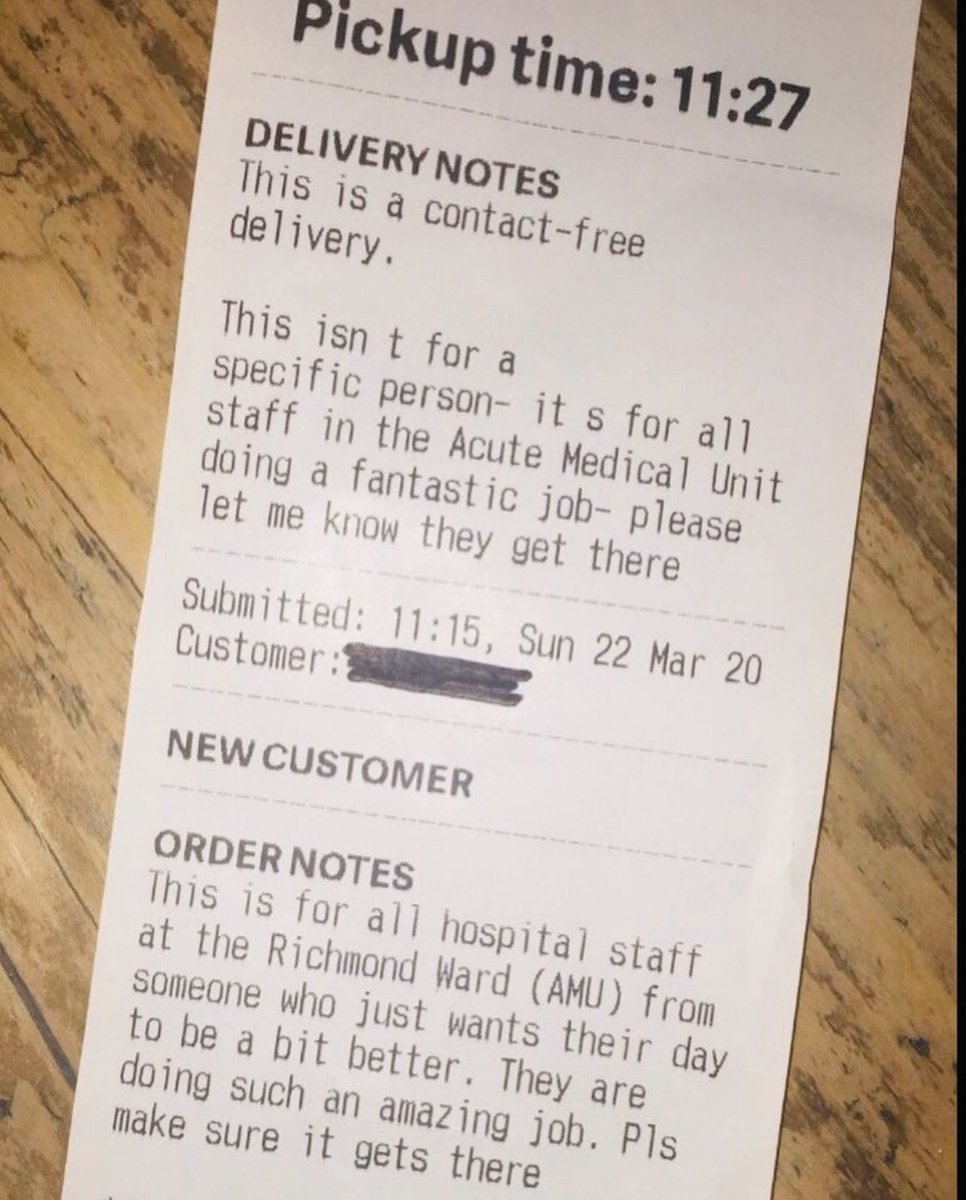 Pickup time: 11:27
DELIVERY NOTES
This is a contact-free
delivery.
This isn t for a
specific person- it s for all
staff in the Acute Medical Unit
doing a fantastic job- please
let me know they get there
Submitted: 11:15, Sun 22 Mar 20
Customer:
NEW CUSTOMER
ORDER NOTES
This is for all hospital staff
at the Richmond Ward (AMU) from
someone who just wants their day
to be a bit better. They are
doing such an amazing job. Pls
make sure it gets there